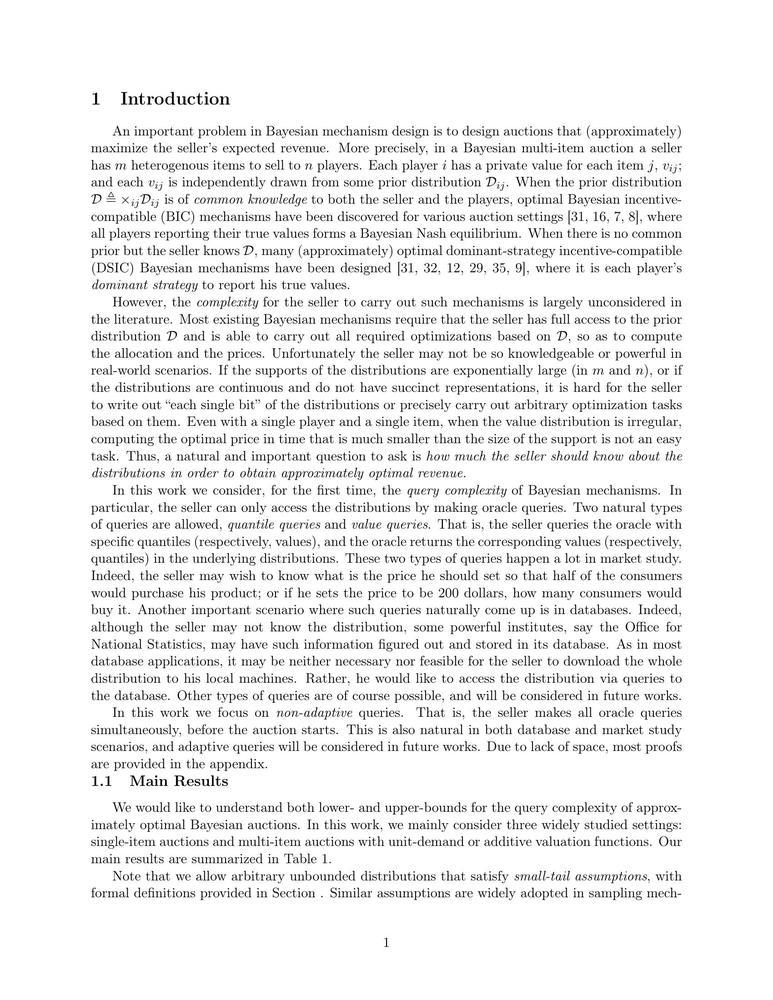 1 Introduction
An important problem in Bayesian mechanism design is to design auctions that (approximately)
maximize the seller's expected revenue. More precisely, in a Bayesian multi-item auction a seller
has m heterogenous items to sell to n players. Each player i has a private value for each item j, v_{ij};
and each v_{ij} is independently drawn from some prior distribution 𝒟_{ij}. When the prior distribution
𝒟 ≜ ×_{ij}𝒟_{ij} is of common knowledge to both the seller and the players, optimal Bayesian incentive-
compatible (BIC) mechanisms have been discovered for various auction settings [31, 16, 7, 8], where
all players reporting their true values forms a Bayesian Nash equilibrium. When there is no common
prior but the seller knows 𝒟, many (approximately) optimal dominant-strategy incentive-compatible
(DSIC) Bayesian mechanisms have been designed [31, 32, 12, 29, 35, 9], where it is each player's
dominant strategy to report his true values.
However, the complexity for the seller to carry out such mechanisms is largely unconsidered in
the literature. Most existing Bayesian mechanisms require that the seller has full access to the prior
distribution 𝒟 and is able to carry out all required optimizations based on 𝒟, so as to compute
the allocation and the prices. Unfortunately the seller may not be so knowledgeable or powerful in
real-world scenarios. If the supports of the distributions are exponentially large (in m and n), or if
the distributions are continuous and do not have succinct representations, it is hard for the seller
to write out “each single bit” of the distributions or precisely carry out arbitrary optimization tasks
based on them. Even with a single player and a single item, when the value distribution is irregular,
computing the optimal price in time that is much smaller than the size of the support is not an easy
task. Thus, a natural and important question to ask is how much the seller should know about the
distributions in order to obtain approximately optimal revenue.
In this work we consider, for the first time, the query complexity of Bayesian mechanisms. In
particular, the seller can only access the distributions by making oracle queries. Two natural types
of queries are allowed, quantile queries and value queries. That is, the seller queries the oracle with
specific quantiles (respectively, values), and the oracle returns the corresponding values (respectively,
quantiles) in the underlying distributions. These two types of queries happen a lot in market study.
Indeed, the seller may wish to know what is the price he should set so that half of the consumers
would purchase his product; or if he sets the price to be 200 dollars, how many consumers would
buy it. Another important scenario where such queries naturally come up is in databases. Indeed,
although the seller may not know the distribution, some powerful institutes, say the Office for
National Statistics, may have such information figured out and stored in its database. As in most
database applications, it may be neither necessary nor feasible for the seller to download the whole
distribution to his local machines. Rather, he would like to access the distribution via queries to
the database. Other types of queries are of course possible, and will be considered in future works.
In this work we focus on non-adaptive queries. That is, the seller makes all oracle queries
simultaneously, before the auction starts. This is also natural in both database and market study
scenarios, and adaptive queries will be considered in future works. Due to lack of space, most proofs
are provided in the appendix.
1.1 Main Results
We would like to understand both lower- and upper-bounds for the query complexity of approx-
imately optimal Bayesian auctions. In this work, we mainly consider three widely studied settings:
single-item auctions and multi-item auctions with unit-demand or additive valuation functions. Our
main results are summarized in Table 1.
Note that we allow arbitrary unbounded distributions that satisfy small-tail assumptions, with
formal definitions provided in Section . Similar assumptions are widely adopted in sampling mech-
1